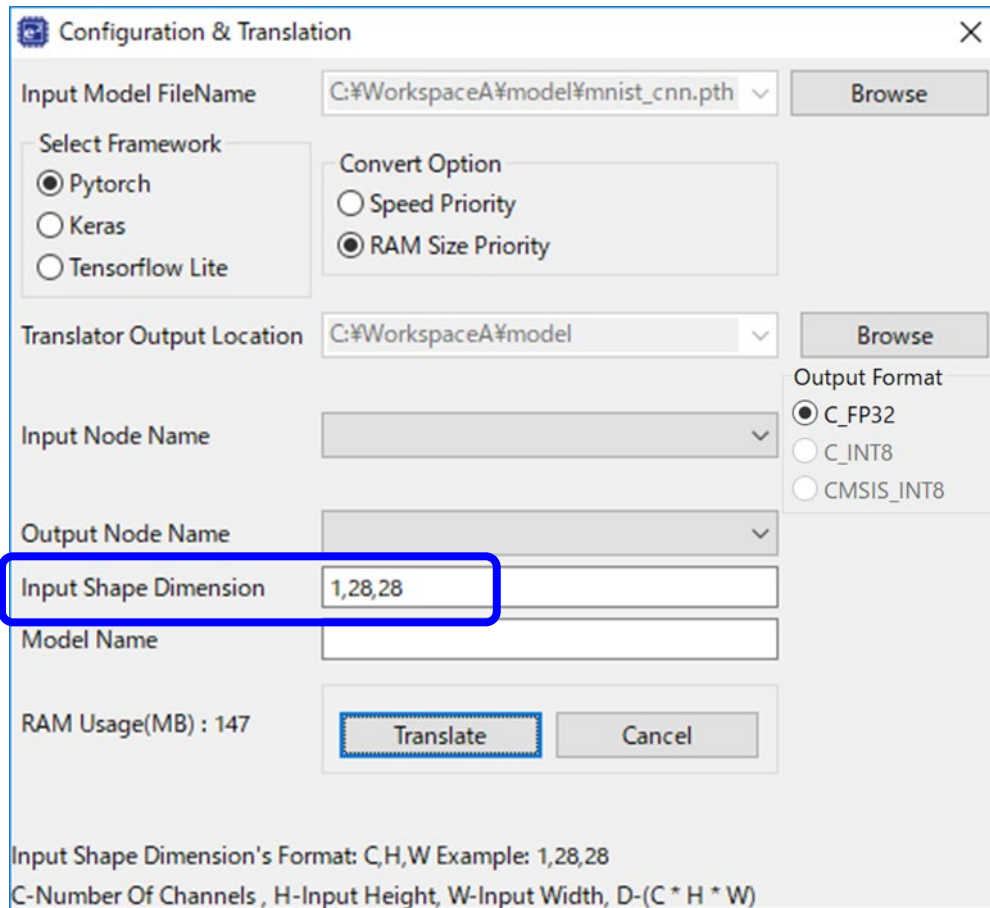 Configuration & Translation
Input Model FileName
C:¥WorkspaceA¥model¥mnist_cnn.pth
Browse
Select Framework
Pytorch
Keras
Tensorflow Lite
Convert Option
Speed Priority
RAM Size Priority
Translator Output Location
C:¥WorkspaceA¥model
Browse
Output Format
C_FP32
C_INT8
CMSIS_INT8
Input Node Name
Output Node Name
Input Shape Dimension
1,28,28
Model Name
RAM Usage(MB) : 147
Translate
Cancel
Input Shape Dimension's Format: C,H,W Example: 1,28,28
C-Number Of Channels , H-Input Height, W-Input Width, D-(C * H * W)